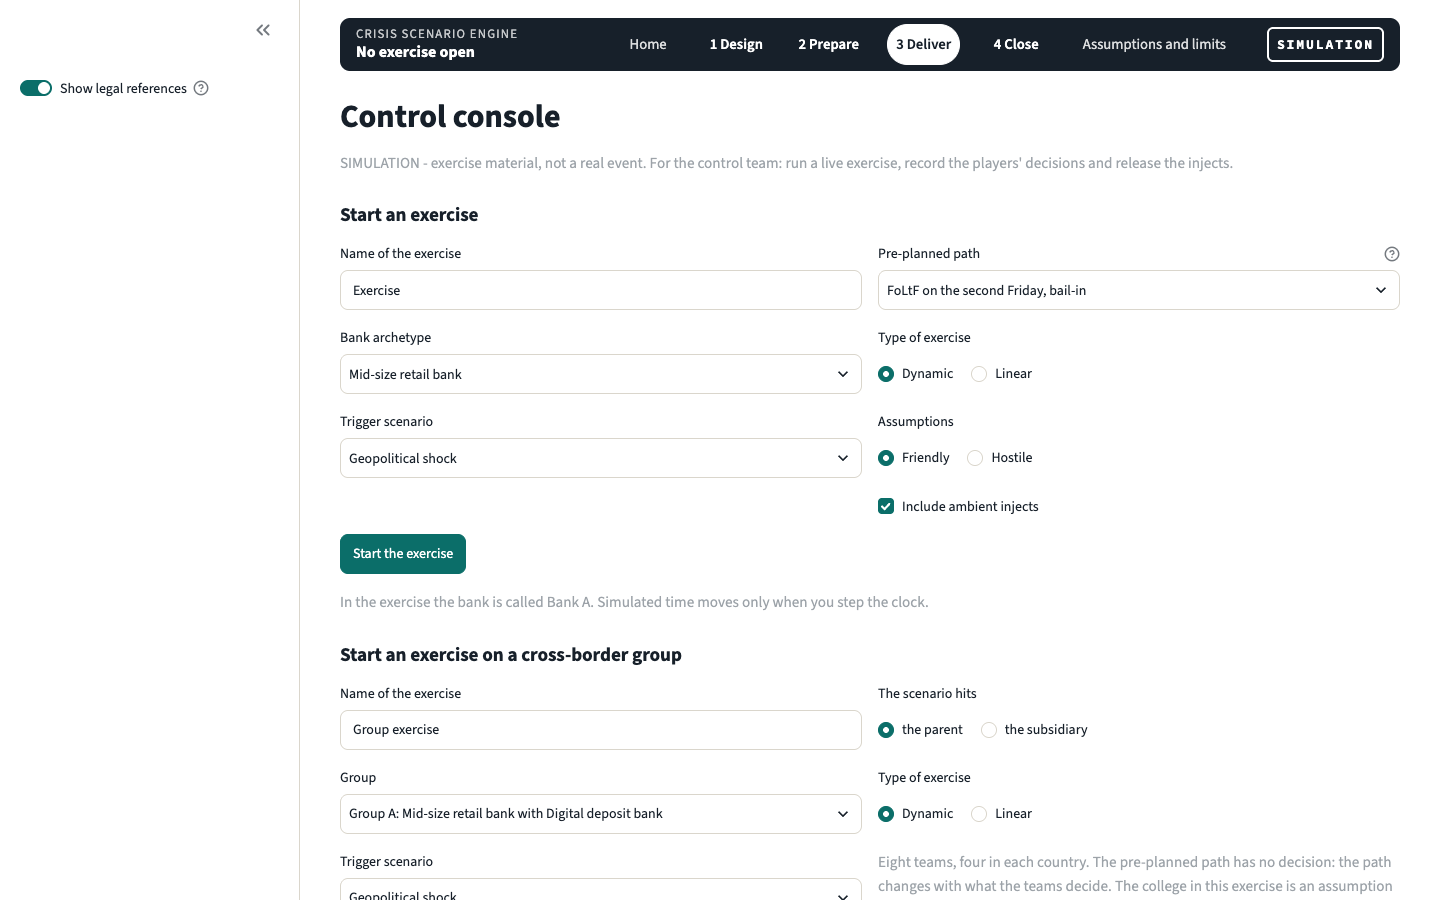 Show legal references
CRISIS SCENARIO ENGINE
No exercise open
Home
1 Design
2 Prepare
3 Deliver
4 Close
Assumptions and limits
SIMULATION
Control console
SIMULATION - exercise material, not a real event. For the control team: run a live exercise, record the players' decisions and release the injects.
Start an exercise
Name of the exercise
Exercise
Pre-planned path
FoLtF on the second Friday, bail-in
Bank archetype
Mid-size retail bank
Type of exercise
Dynamic
Linear
Trigger scenario
Geopolitical shock
Assumptions
Friendly
Hostile
Include ambient injects
Start the exercise
In the exercise the bank is called Bank A. Simulated time moves only when you step the clock.
Start an exercise on a cross-border group
Name of the exercise
Group exercise
The scenario hits
the parent
the subsidiary
Group
Group A: Mid-size retail bank with Digital deposit bank
Type of exercise
Dynamic
Linear
Trigger scenario
Geopolitical shock
Eight teams, four in each country. The pre-planned path has no decision: the path
changes with what the teams decide. The college in this exercise is an assumption